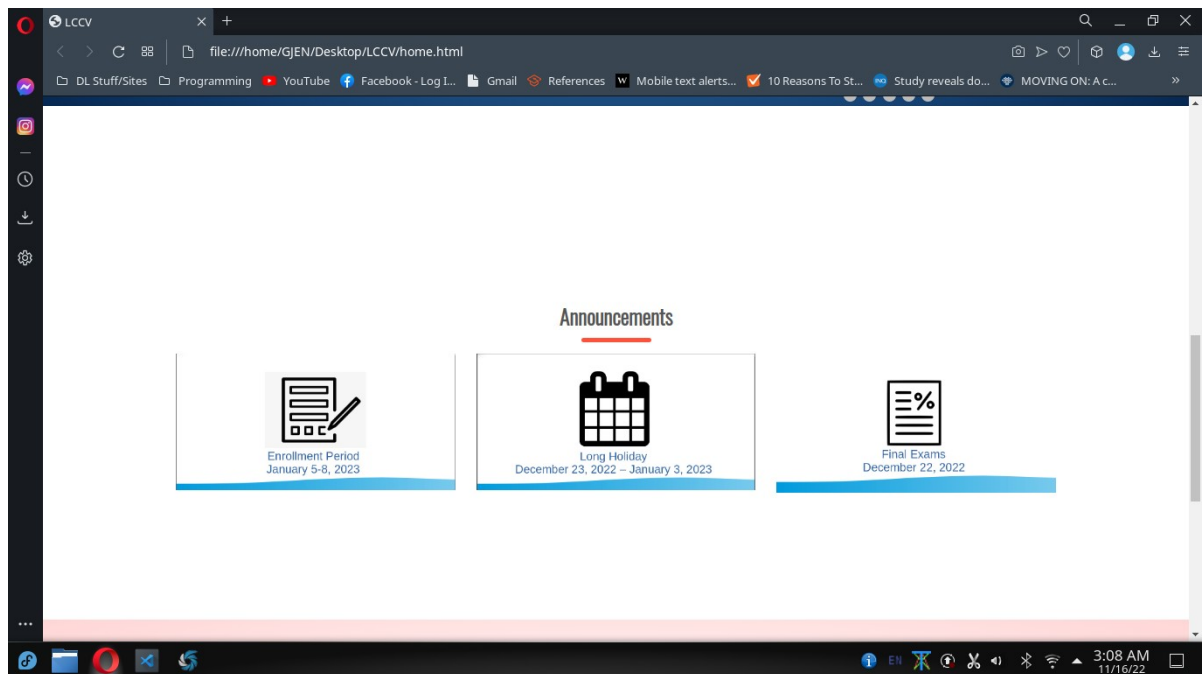 LCCV
file:///home/GJEN/Desktop/LCCV/home.html
DL Stuff/Sites Programming YouTube Facebook - Log I... Gmail References Mobile text alerts... 10 Reasons To St... Study reveals do... MOVING ON: A c...
Announcements
Enrollment Period
January 5-8, 2023
Long Holiday
December 23, 2022 – January 3, 2023
Final Exams
December 22, 2022
EN
3:08 AM
11/16/22